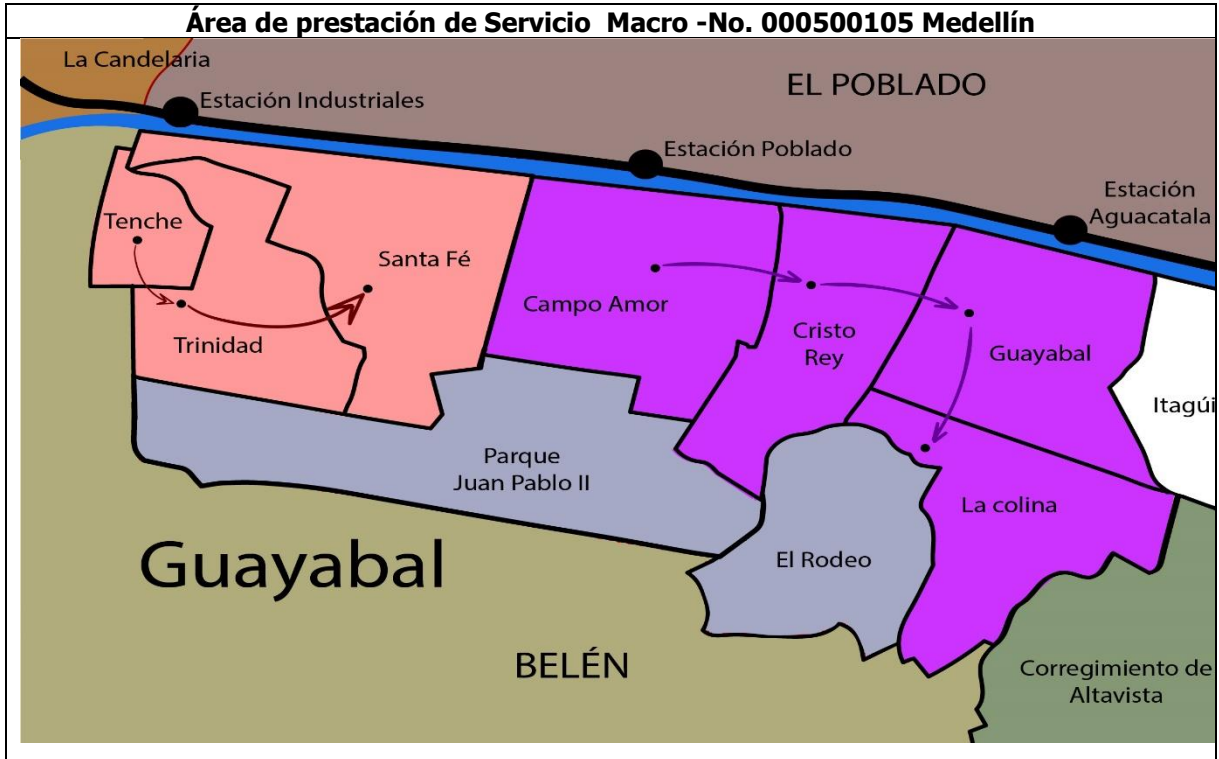 Área de prestación de Servicio Macro -No. 000500105 Medellín
La Candelaria
EL POBLADO
Estación Industriales
Estación Poblado
Estación
Aguacatala
Tenche
Santa Fé
Campo Amor
Trinidad
Cristo
Rey
Guayabal
Itagúi
Parque
Juan Pablo II
La colina
Guayabal
El Rodeo
BELÉN
Corregimiento de
Altavista